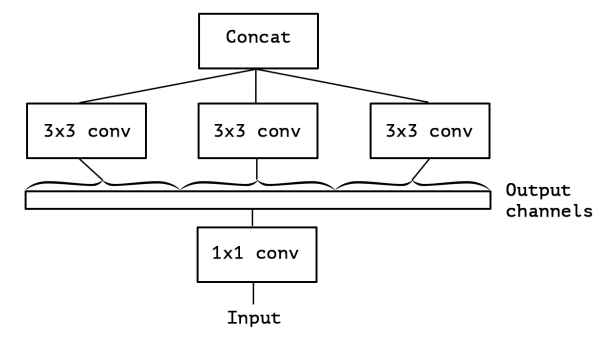 Concat
3x3 conv
3x3 conv
3x3 conv
Output
channels
1x1 conv
Input